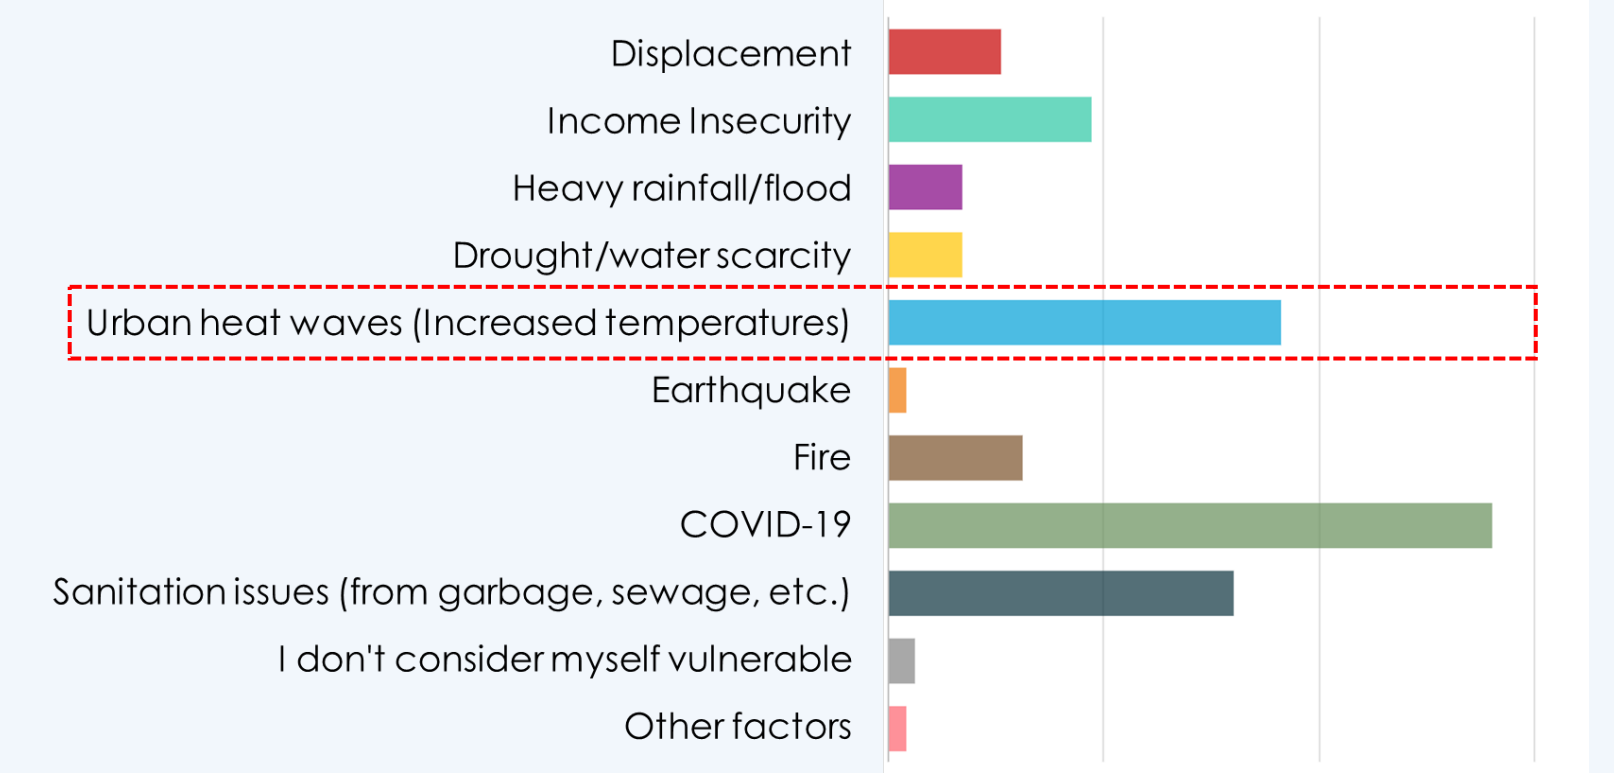 Displacement
Income Insecurity
Heavy rainfall/flood
Drought/water scarcity
Urban heat waves (Increased temperatures)
Earthquake
Fire
COVID-19
Sanitation issues (from garbage, sewage, etc.)
I don't consider myself vulnerable
Other factors